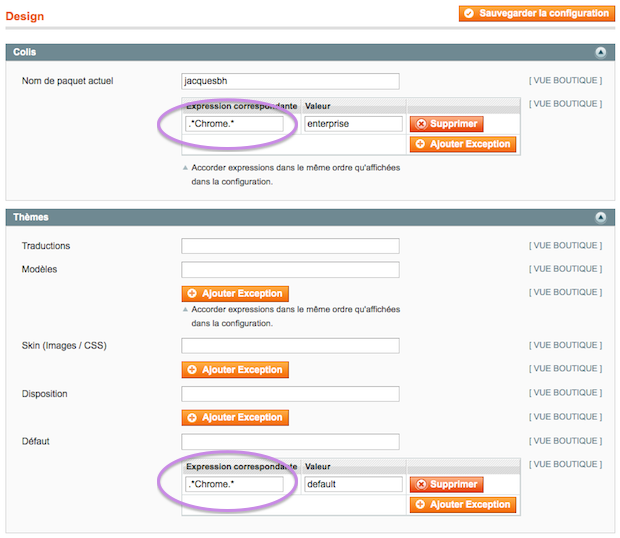 Design
Sauvegarder la configuration
Colis
Nom de paquet actuel
jacquesbh
[ VUE BOUTIQUE ]
Expression correspondante Valeur
[ VUE BOUTIQUE ]
.*Chrome.* enterprise Supprimer
Ajouter Exception
Accorder expressions dans le même ordre qu'affichées
dans la configuration.
Thèmes
Traductions [ VUE BOUTIQUE ]
Modèles [ VUE BOUTIQUE ]
Ajouter Exception [ VUE BOUTIQUE ]
Accorder expressions dans le même ordre qu'affichées
dans la configuration.
Skin (Images / CSS) [ VUE BOUTIQUE ]
Ajouter Exception [ VUE BOUTIQUE ]
Disposition [ VUE BOUTIQUE ]
Ajouter Exception [ VUE BOUTIQUE ]
Défaut [ VUE BOUTIQUE ]
Expression correspondante Valeur [ VUE BOUTIQUE ]
.*Chrome.* default Supprimer
Ajouter Exception